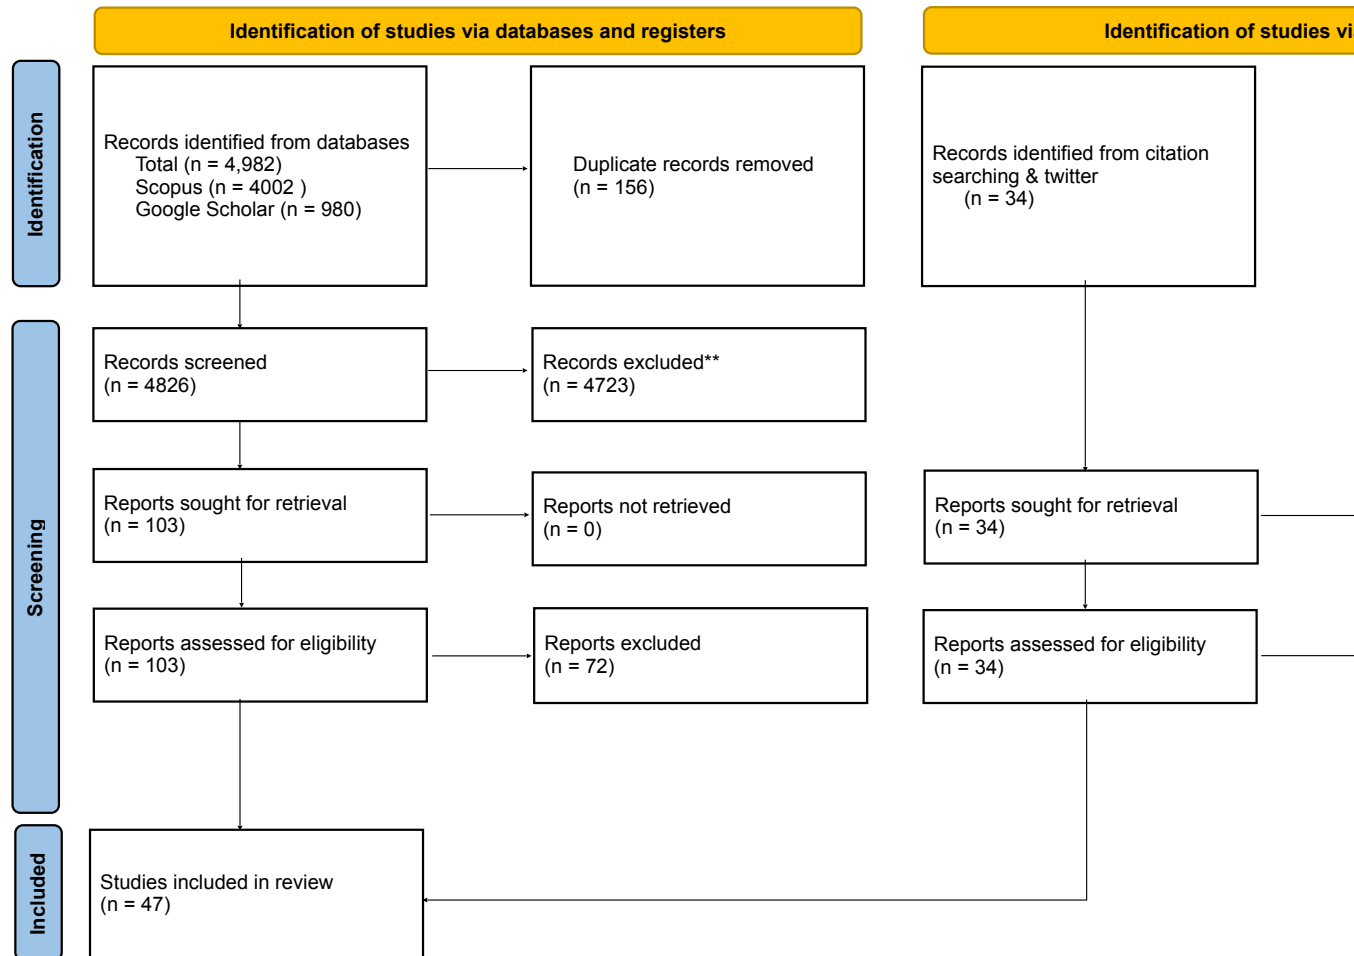 Identification of studies via databases and registers
Identification of studies via
Identification
Records identified from databases
Total (n = 4,982)
Scopus (n = 4002 )
Google Scholar (n = 980)
Duplicate records removed
(n = 156)
Records identified from citation
searching & twitter
(n = 34)
Screening
Records screened
(n = 4826)
Records excluded**
(n = 4723)
Reports sought for retrieval
(n = 103)
Reports not retrieved
(n = 0)
Reports sought for retrieval
(n = 34)
Reports assessed for eligibility
(n = 103)
Reports excluded
(n = 72)
Reports assessed for eligibility
(n = 34)
Included
Studies included in review
(n = 47)